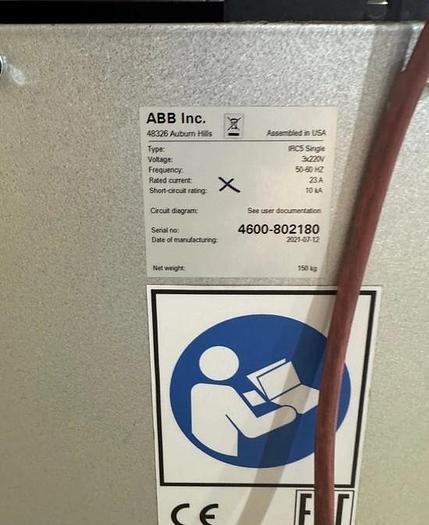 ABB Inc.
48326 Auburn Hills Assembled in USA
Type: IRC5 Single
Voltage: 3x220V
Frequency: 50-60 HZ
Rated current: 23 A
Short-circuit rating: 10 kA
Circuit diagram: See user documentation
Serial no: 4600-802180
Date of manufacturing: 2021-07-12
Net weight: 150 kg
CE